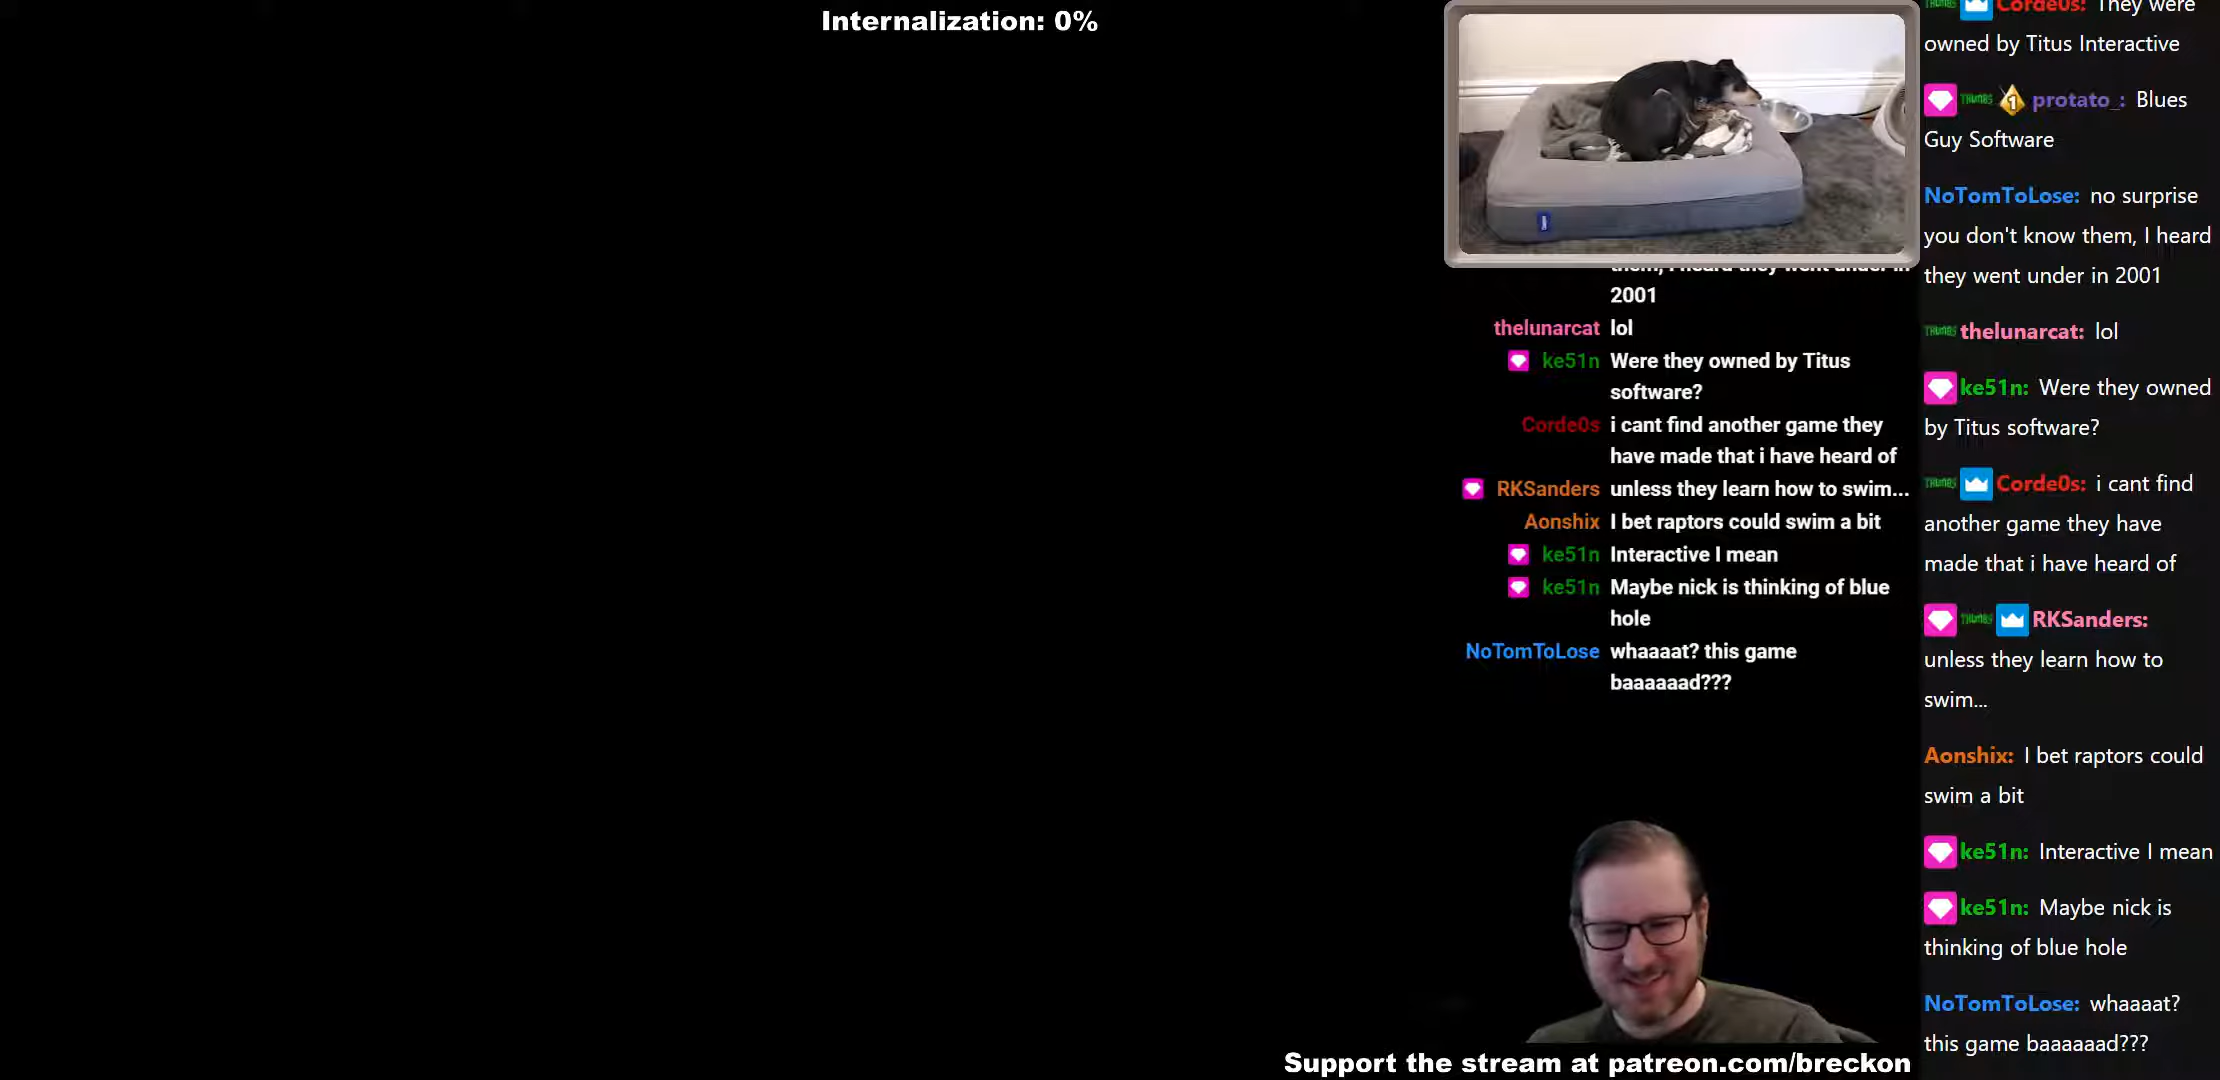 Internalization: 0%
2001
thelunarcat lol
ke51n Were they owned by Titus
software?
Corde0s i cant find another game they
have made that i have heard of
RKSanders unless they learn how to swim...
Aonshix I bet raptors could swim a bit
ke51n Interactive I mean
ke51n Maybe nick is thinking of blue
hole
NoTomToLose whaaaat? this game
baaaaaad???
Support the stream at patreon.com/breckon
Corde0s: They were
owned by Titus Interactive
THUMBS 1 protato_: Blues
Guy Software
NoTomToLose: no surprise
you don't know them, I heard
they went under in 2001
THUMBS thelunarcat: lol
ke51n: Were they owned
by Titus software?
THUMBS Corde0s: i cant find
another game they have
made that i have heard of
THUMBS RKSanders:
unless they learn how to
swim...
Aonshix: I bet raptors could
swim a bit
ke51n: Interactive I mean
ke51n: Maybe nick is
thinking of blue hole
NoTomToLose: whaaaat?
this game baaaaaad???